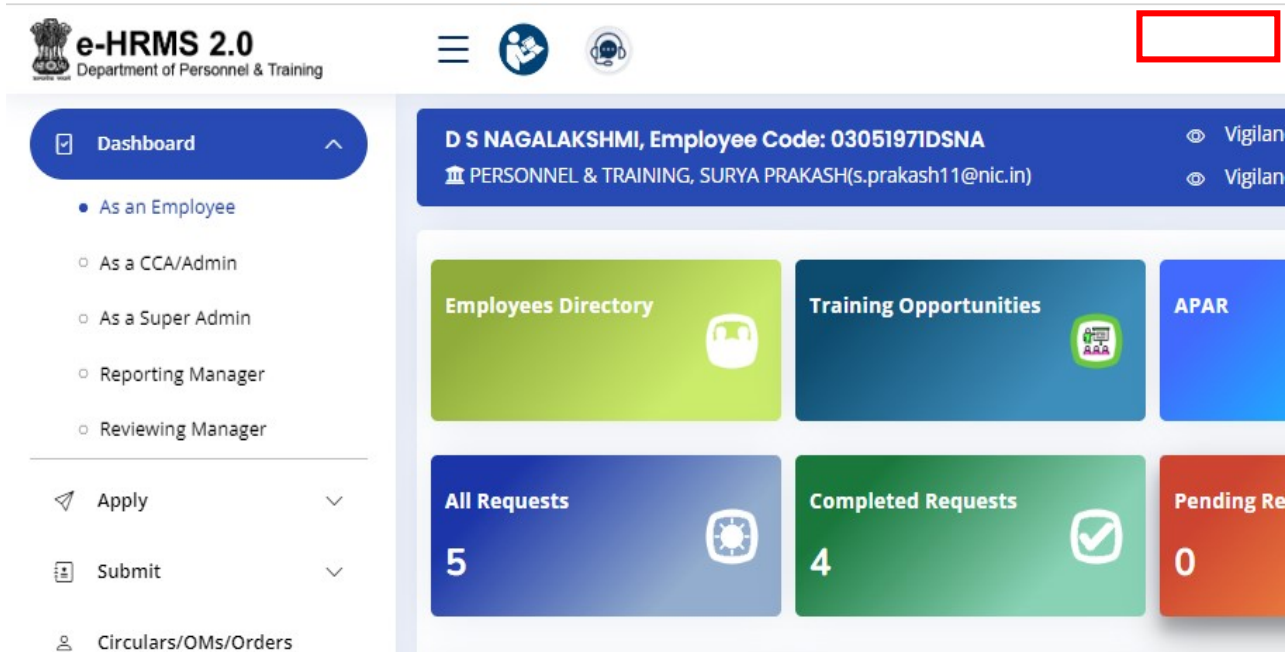 e-HRMS 2.0
Department of Personnel & Training
Dashboard
As an Employee
As a CCA/Admin
As a Super Admin
Reporting Manager
Reviewing Manager
Apply
Submit
Circulars/OMs/Orders
D S NAGALAKSHMI, Employee Code: 03051971DSNA
PERSONNEL & TRAINING, SURYA PRAKASH(s.prakash11@nic.in)
Vigilan
Vigilan
Employees Directory
Training Opportunities
APAR
All Requests
5
Completed Requests
4
Pending Re
0